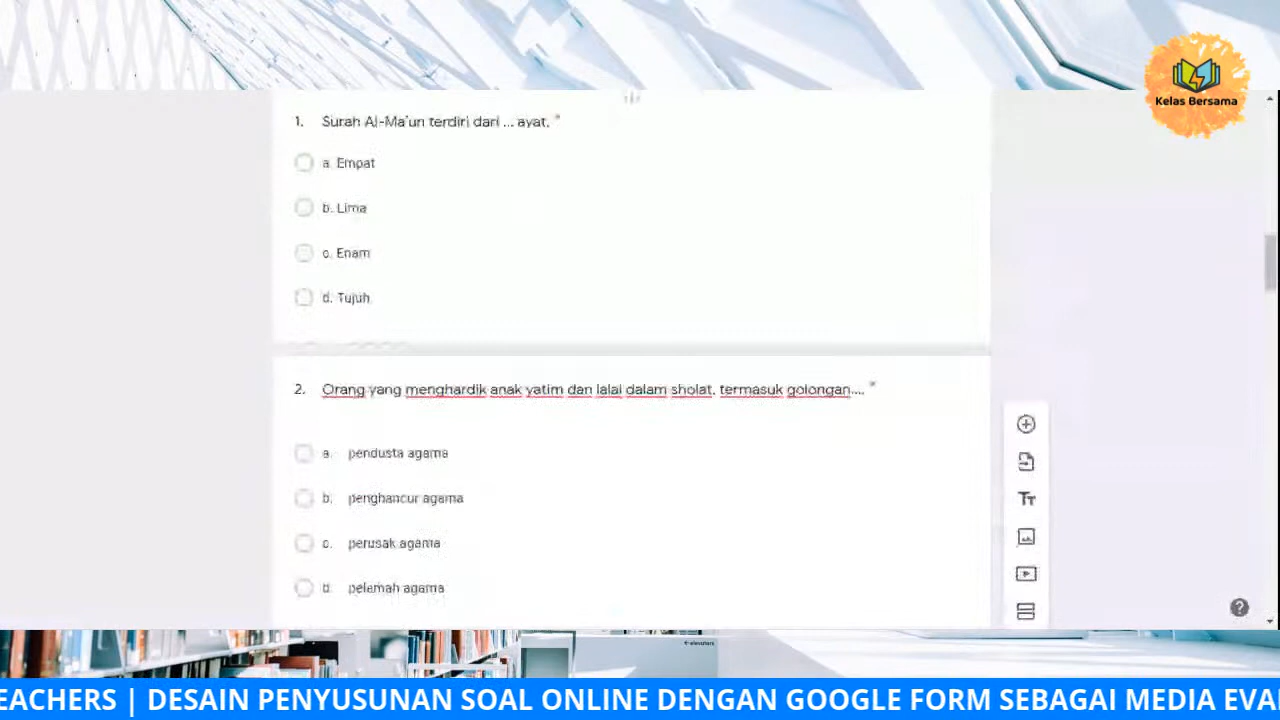 Kelas Bersama
1. Surah Al-Ma'un terdiri dari ... ayat. *
a. Empat
b. Lima
c. Enam
d. Tujuh
2. Orang yang menghardik anak yatim dan lalai dalam sholat, termasuk golongan.... *
a. pendusta agama
b. penghancur agama
c. perusak agama
d. pelemah agama
Tт
?
elevators
EACHERS | DESAIN PENYUSUNAN SOAL ONLINE DENGAN GOOGLE FORM SEBAGAI MEDIA EVA